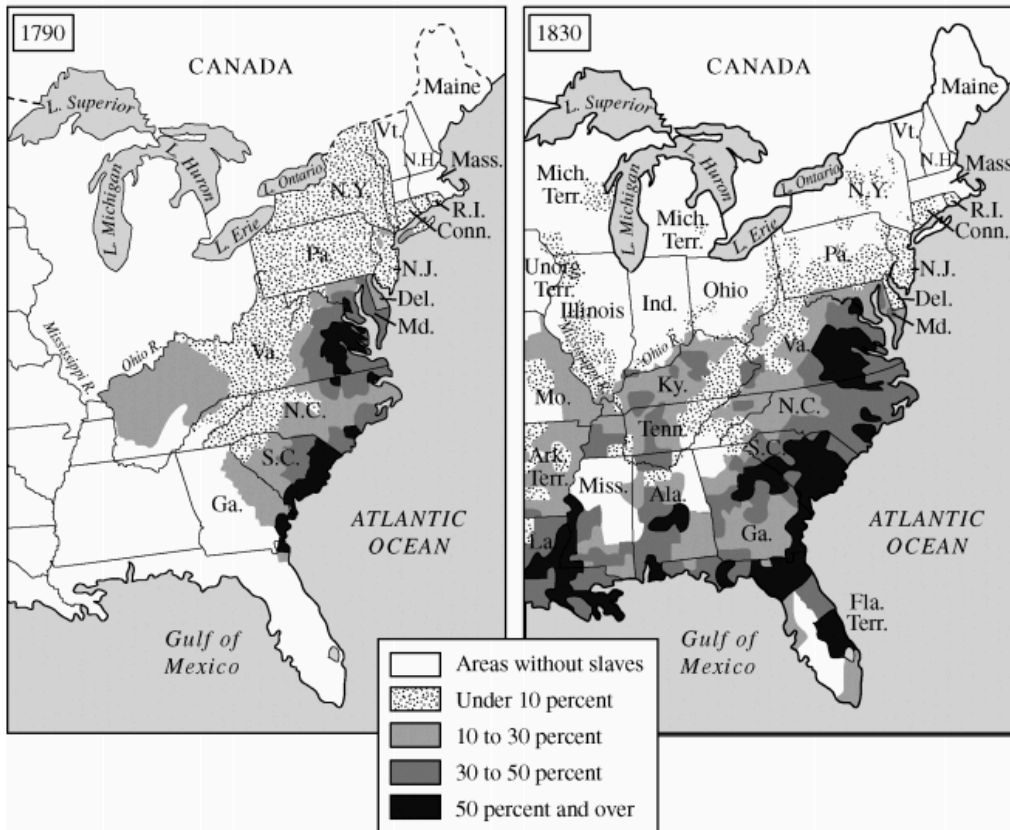 1790
CANADA
Maine
L. Superior
Vt.
N.H.
Mass.
L. Michigan
L. Huron
L. Ontario
N.Y.
R.I.
Conn.
L. Erie
Pa.
N.J.
Del.
Md.
Mississippi R.
Ohio R.
Va.
N.C.
S.C.
Ga.
ATLANTIC
OCEAN
Gulf of
Mexico
1830
CANADA
Maine
L. Superior
Vt.
N.H.
Mass.
Mich.
Terr.
L. Michigan
L. Huron
L. Ontario
N.Y.
R.I.
Conn.
Mich.
Terr.
L. Erie
Pa.
N.J.
Unorg.
Terr.
Illinois
Ind.
Ohio
Del.
Md.
Mississippi R.
Ohio R.
Va.
Mo.
Ky.
N.C.
Tenn.
Ark.
Terr.
S.C.
Miss.
Ala.
Ga.
La.
ATLANTIC
OCEAN
Fla.
Terr.
Gulf of
Mexico
Areas without slaves
Under 10 percent
10 to 30 percent
30 to 50 percent
50 percent and over